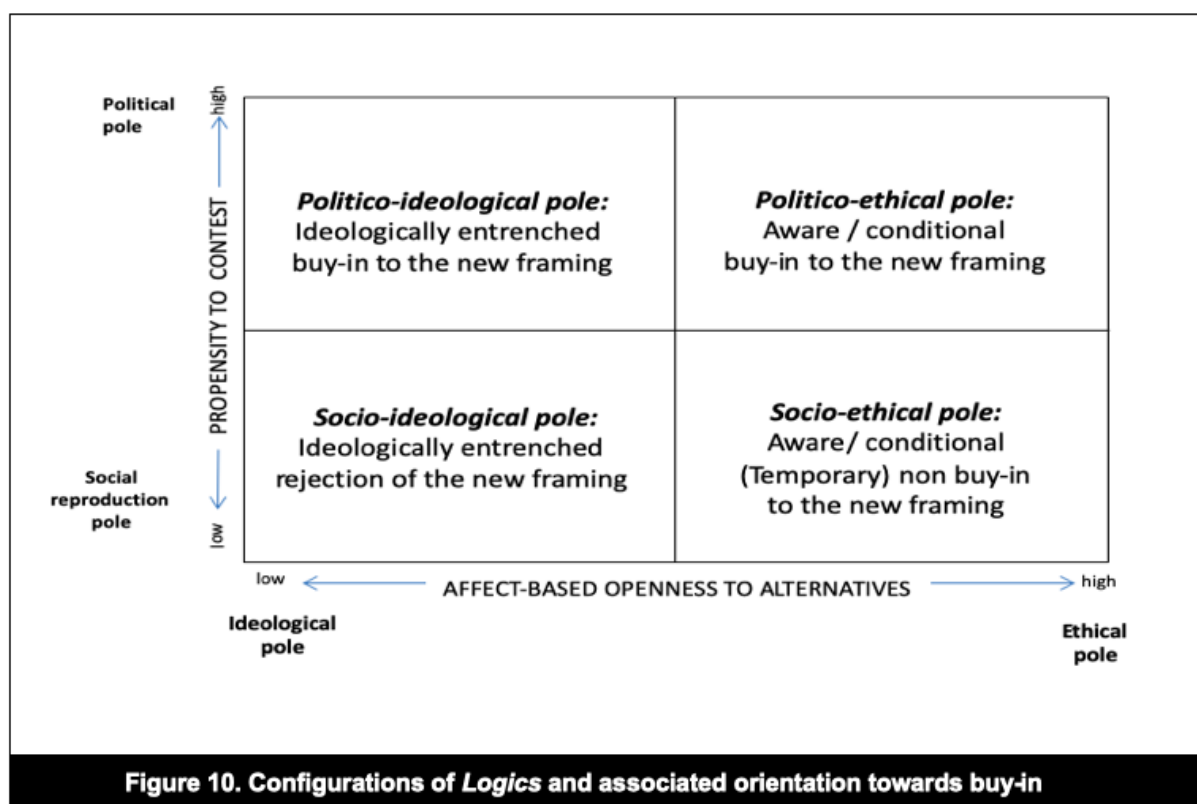 Political
pole
high
PROPENSITY TO CONTEST
Social
reproduction
pole
low
Politico-ideological pole:
Ideologically entrenched
buy-in to the new framing
Politico-ethical pole:
Aware / conditional
buy-in to the new framing
Socio-ideological pole:
Ideologically entrenched
rejection of the new framing
Socio-ethical pole:
Aware/ conditional
(Temporary) non buy-in
to the new framing
low
AFFECT-BASED OPENNESS TO ALTERNATIVES
high
Ideological
pole
Ethical
pole
Figure 10. Configurations of Logics and associated orientation towards buy-in